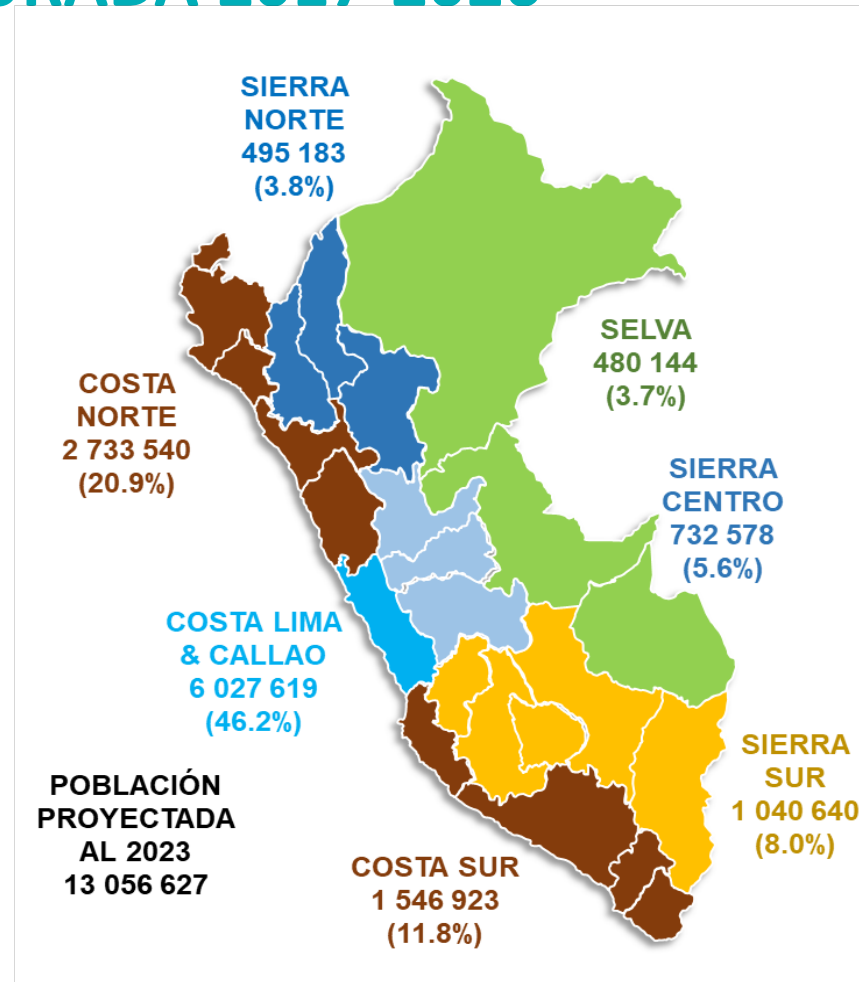 SIERRA
NORTE
495 183
(3.8%)
SELVA
480 144
(3.7%)
COSTA
NORTE
2 733 540
(20.9%)
SIERRA
CENTRO
732 578
(5.6%)
COSTA LIMA
& CALLAO
6 027 619
(46.2%)
SIERRA
SUR
1 040 640
(8.0%)
POBLACIÓN
PROYECTADA
AL 2023
13 056 627
COSTA SUR
1 546 923
(11.8%)